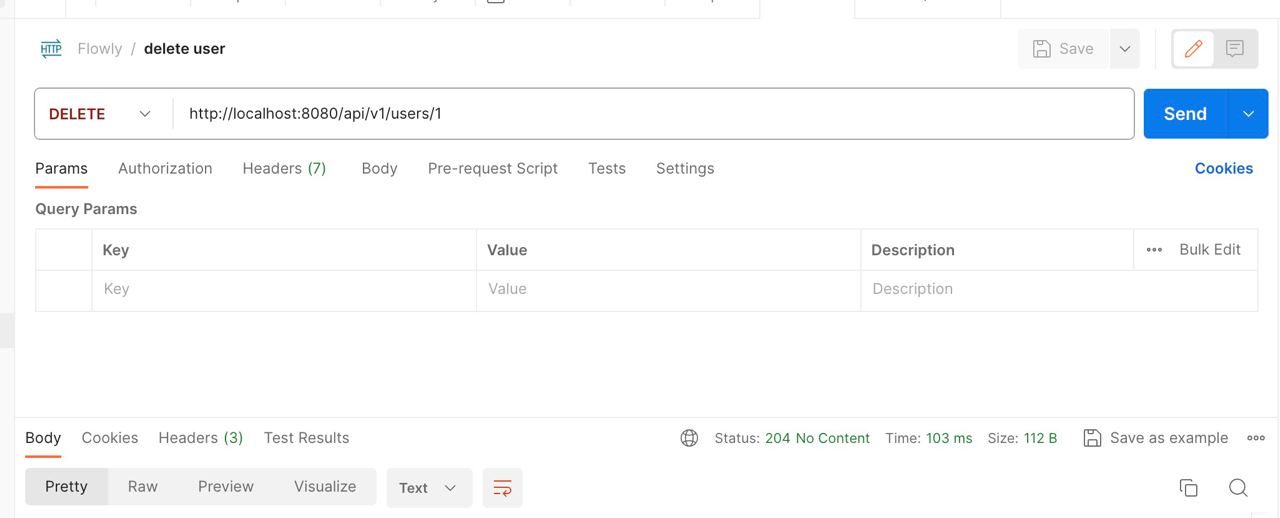 HTTP Flowly / delete user Save
DELETE http://localhost:8080/api/v1/users/1 Send
Params Authorization Headers (7) Body Pre-request Script Tests Settings Cookies
Query Params
Key Value Description ••• Bulk Edit
Key Value Description
Body Cookies Headers (3) Test Results Status: 204 No Content Time: 103 ms Size: 112 B Save as example
Pretty Raw Preview Visualize Text